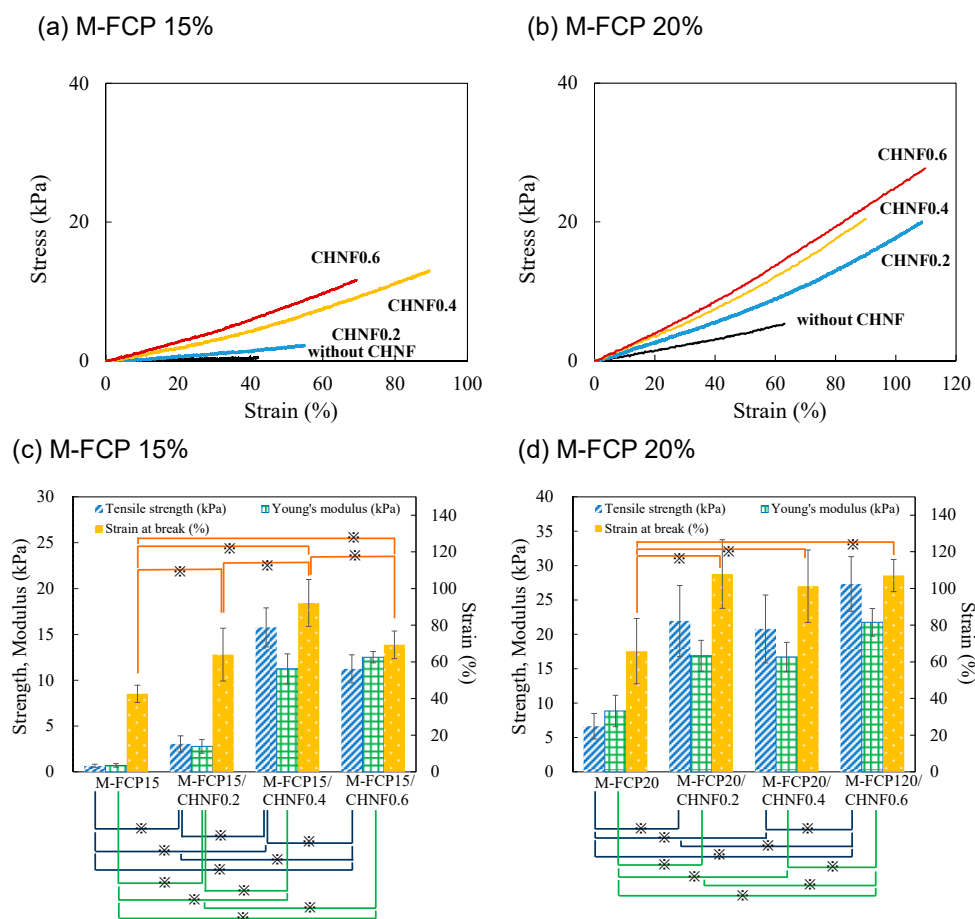 (a) M-FCP 15%
40
20
0
Stress (kPa)
CHNF0.6
CHNF0.4
CHNF0.2
without CHNF
0 20 40 60 80 100
Strain (%)
(b) M-FCP 20%
40
20
0
Stress (kPa)
CHNF0.6
CHNF0.4
CHNF0.2
without CHNF
0 20 40 60 80 100 120
Strain (%)
(c) M-FCP 15%
30
25
20
15
10
5
0
Strength, Modulus (kPa)
Tensile strength (kPa) Young's modulus (kPa)
Strain at break (%)
※
※
※
※
※
※
140
120
100
80
60
40
20
0
Strain (%)
M-FCP15 M-FCP15/ M-FCP15/ M-FCP15/
CHNF0.2 CHNF0.4 CHNF0.6
※ ※ ※
※ ※
※
※ ※
※ ※
※
(d) M-FCP 20%
40
35
30
25
20
15
10
5
0
Strength, Modulus (kPa)
Tensile strength (kPa) Young's modulus (kPa)
Strain at break (%)
※ ※ ※
140
120
100
80
60
40
20
0
Strain (%)
M-FCP20 M-FCP20/ M-FCP20/ M-FCP120/
CHNF0.2 CHNF0.4 CHNF0.6
※ ※
※ ※
※
※ ※
※ ※
※